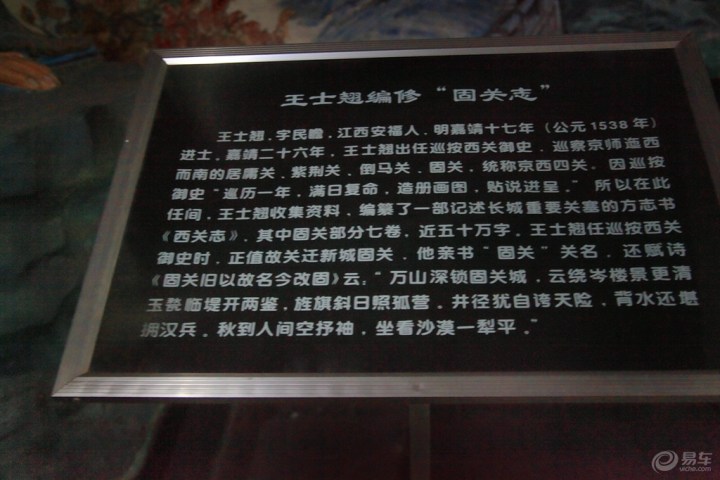 王士翘编修“固关志”
王士翘，字民瞻，江西安福人，明嘉靖十七年（公元1538年）
进士，嘉靖二十六年，王士翘出任巡按西关御史，巡察京师迤西
而南的居庸关，紫荆关，倒马关，固关，统称京西四关，因巡按
御史“巡历一年，满日复命，造册画图，贴说进呈。”所以在此
任间，王士翘收集资料，编纂了一部记述长城重要关塞的方志书
《西关志》，其中固关部分七卷，近五十万字，王士翘任巡按西关
御史时，正值故关迁新城固关，他亲书“固关”关名，还赋诗
《固关旧以故名今改固》云：“万山深锁固关城，云绕岑楼景更清
玉甃临堤开两鉴，旌旗斜日照孤营，井径犹自夸天险，背水还堪
拥汉兵，秋到人间空抄袖，坐看沙漠一犁平。”
易车
yiche.com